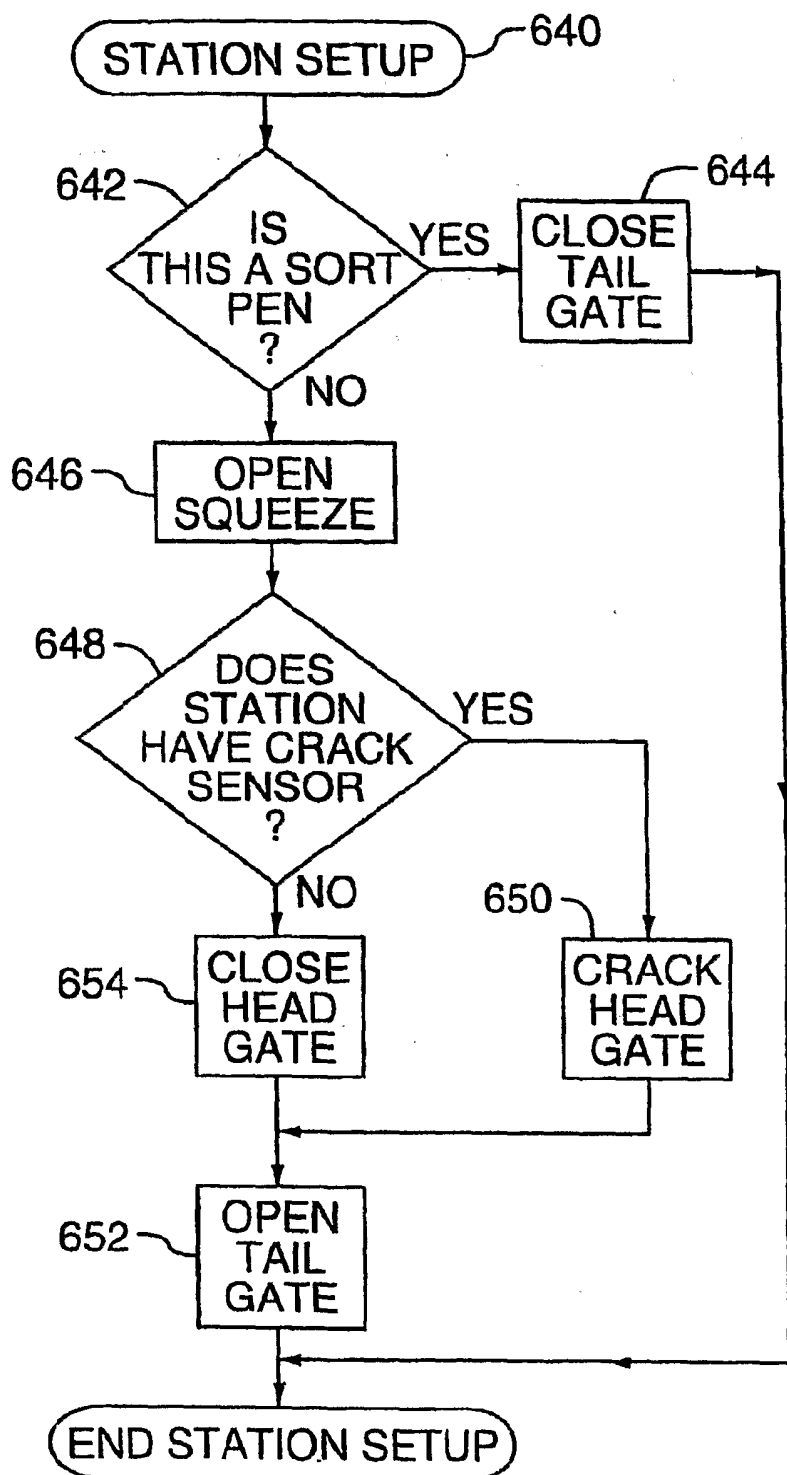 STATION SETUP
640
642
IS
THIS A SORT
PEN
?
YES
644
CLOSE
TAIL
GATE
NO
646
OPEN
SQUEEZE
648
DOES
STATION
HAVE CRACK
SENSOR
?
YES
NO
650
CRACK
HEAD
GATE
654
CLOSE
HEAD
GATE
652
OPEN
TAIL
GATE
END STATION SETUP